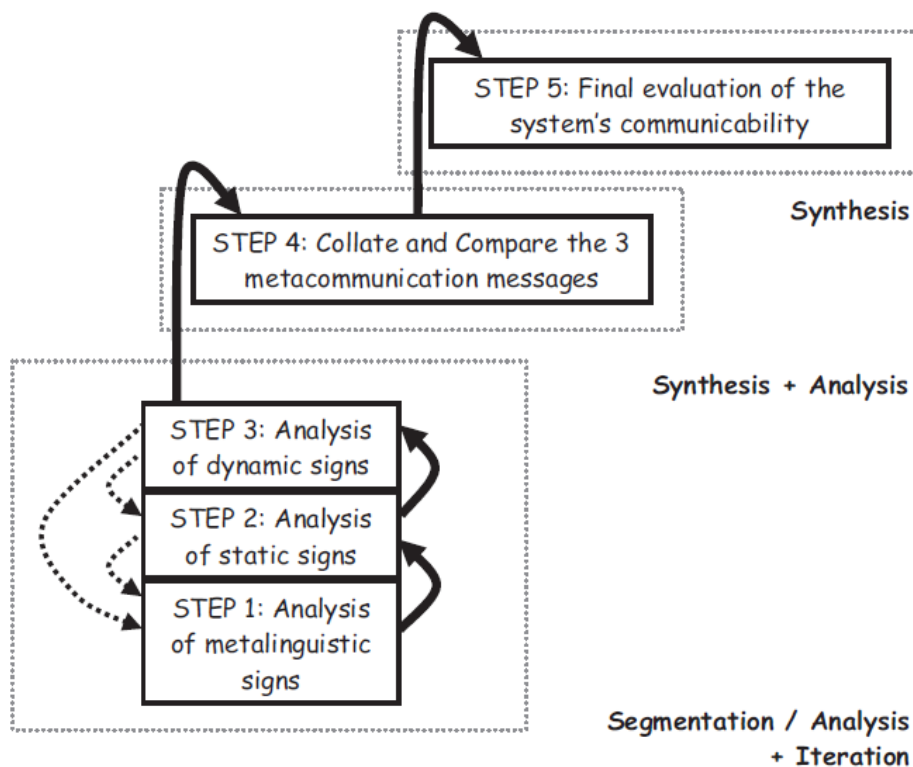 STEP 5: Final evaluation of the
system's communicability
Synthesis
STEP 4: Collate and Compare the 3
metacommunication messages
Synthesis + Analysis
STEP 3: Analysis
of dynamic signs
STEP 2: Analysis
of static signs
STEP 1: Analysis
of metalinguistic
signs
Segmentation / Analysis
+ Iteration